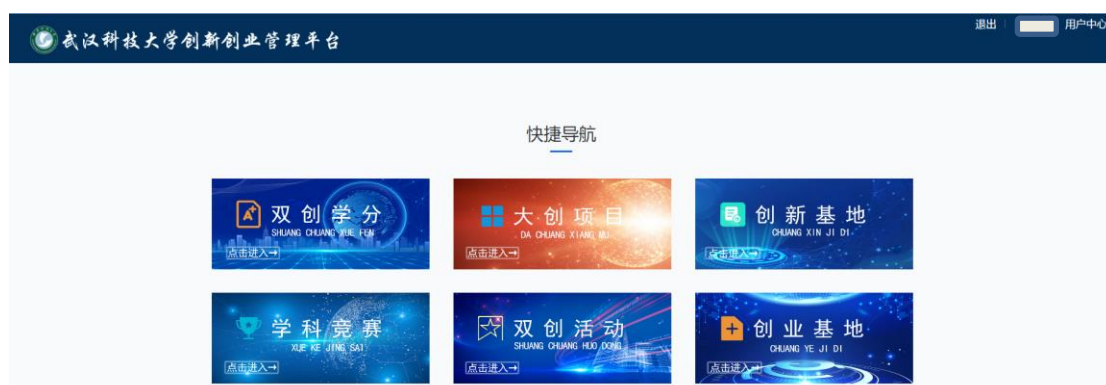 退出
用户中心
武汉科技大学创新创业管理平台
快捷导航
双创学分
SHUANG CHUANG XUE FEN
点击进入→
大创项目
DA CHUANG XIANG MU
点击进入→
创新基地
CHUANG XIN JI DI
点击进入→
学科竞赛
XUE KE JING SAI
点击进入→
双创活动
SHUANG CHUANG HUO DONG
点击进入→
创业基地
CHUANG YE JI DI
点击进入→